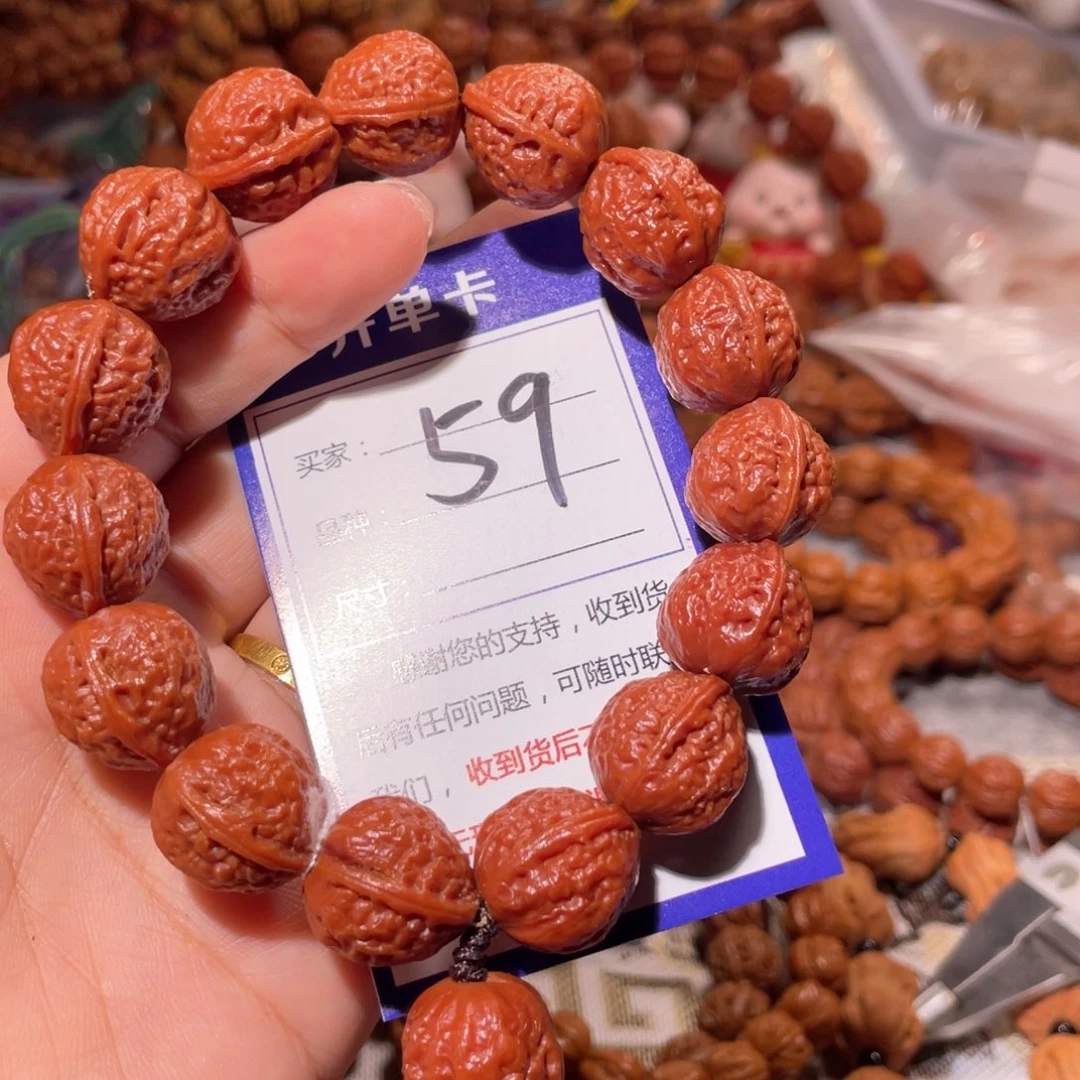 开单卡
买家：
59
品种：
尺寸：
感谢您的支持，收到货
后有任何问题，可随时联
我们，收到货后不